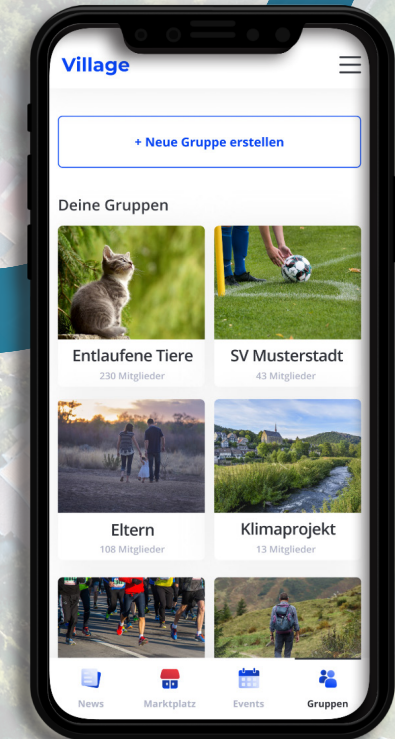 Village
+ Neue Gruppe erstellen
Deine Gruppen
Entlaufene Tiere
230 Mitglieder
SV Musterstadt
43 Mitglieder
Eltern
108 Mitglieder
Klimaprojekt
13 Mitglieder
News
Marktplatz
Events
Gruppen